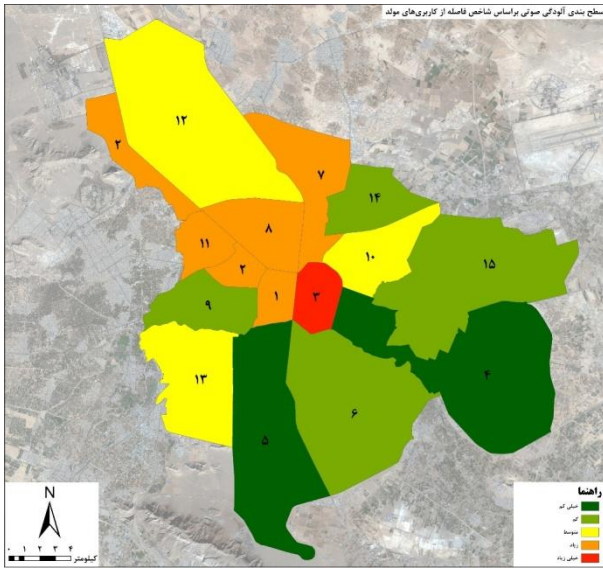 سطح بندی آلودگی صوتی براساس شاخص فاصله از کاربری‌های مولد
۱۲
۲
۷
۱۴
۸
۱۱
۱۰
۱۵
۲
۹
۱
۳
۴
۱۳
۶
۵
راهنما
خیلی کم
کم
متوسط
زیاد
خیلی زیاد
N
۰ ۱ ۲ ۳ ۴
کیلومتر